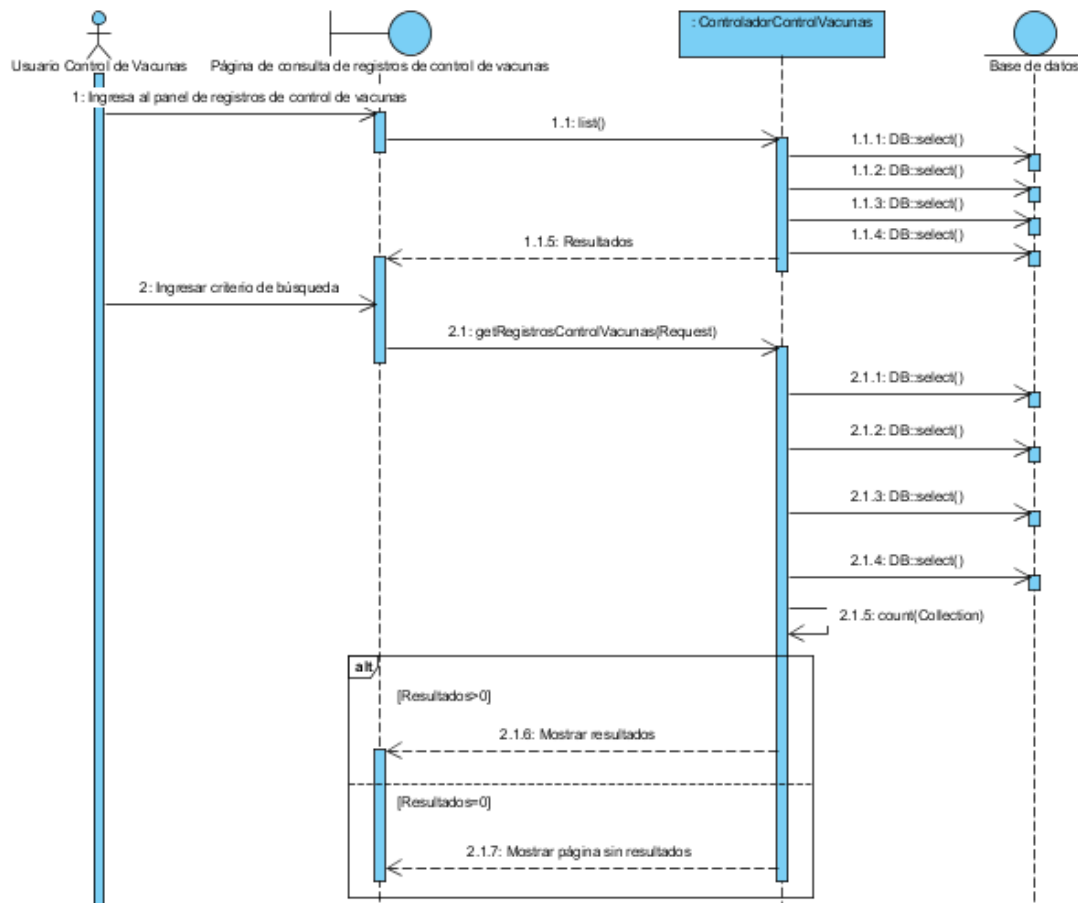 : ControladorControlVacunas
Usuario Control de Vacunas
Página de consulta de registros de control de vacunas
Base de datos
1: Ingresa al panel de registros de control de vacunas
1.1: list()
1.1.1: DB::select()
1.1.2: DB::select()
1.1.3: DB::select()
1.1.4: DB::select()
1.1.5: Resultados
2: Ingresar criterio de búsqueda
2.1: getRegistrosControlVacunas(Request)
2.1.1: DB::select()
2.1.2: DB::select()
2.1.3: DB::select()
2.1.4: DB::select()
2.1.5: count(Collection)
alt
[Resultados>0]
2.1.6: Mostrar resultados
[Resultados=0]
2.1.7: Mostrar página sin resultados